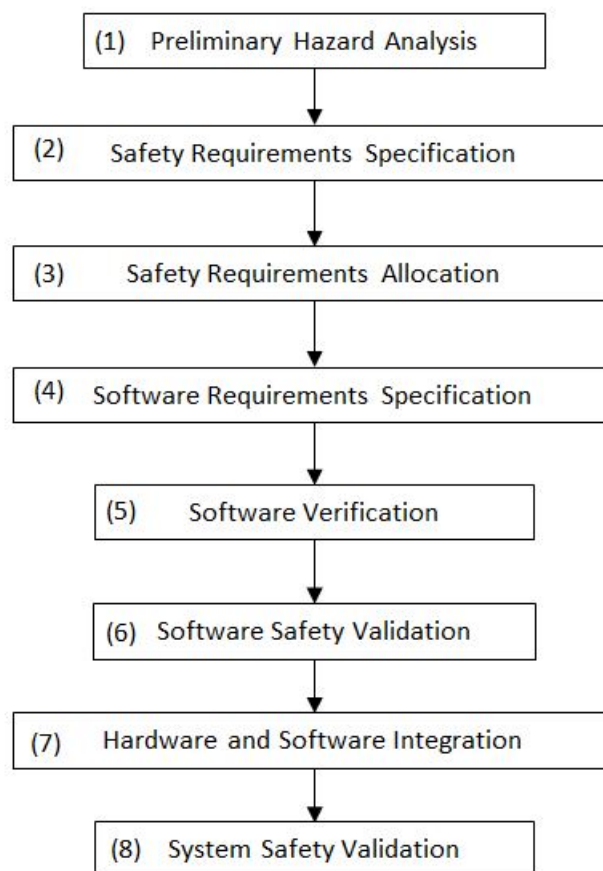 (1) Preliminary Hazard Analysis
(2) Safety Requirements Specification
(3) Safety Requirements Allocation
(4) Software Requirements Specification
(5) Software Verification
(6) Software Safety Validation
(7) Hardware and Software Integration
(8) System Safety Validation